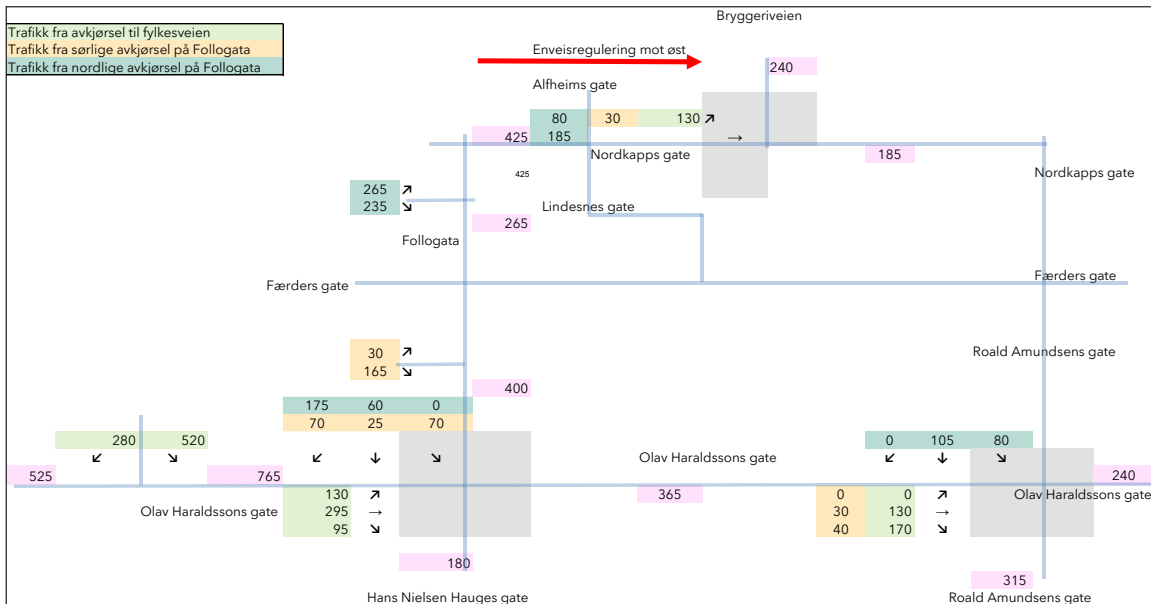 Bryggeriveien
Trafikk fra avkjørsel til fylkesveien
Trafikk fra sørlige avkjørsel på Follogata
Trafikk fra nordlige avkjørsel på Follogata
Enveisregulering mot øst
240
Alfheims gate
80 30 130 ↗
425 185 →
Nordkapps gate
185
425
Nordkapps gate
265 ↗
235 ↘
Lindesnes gate
265
Follogata
Færders gate
Færders gate
30 ↗
165 ↘
Roald Amundsens gate
400
175 60 0
70 25 70
280 520
↙ ↘
↙ ↓ ↘
0 105 80
↙ ↓ ↘
Olav Haraldssons gate
525
765
240
365
Olav Haraldssons gate
130 ↗
295 →
95 ↘
0 0 ↗
30 130 →
40 170 ↘
Olav Haraldssons gate
180
315
Hans Nielsen Hauges gate
Roald Amundsens gate